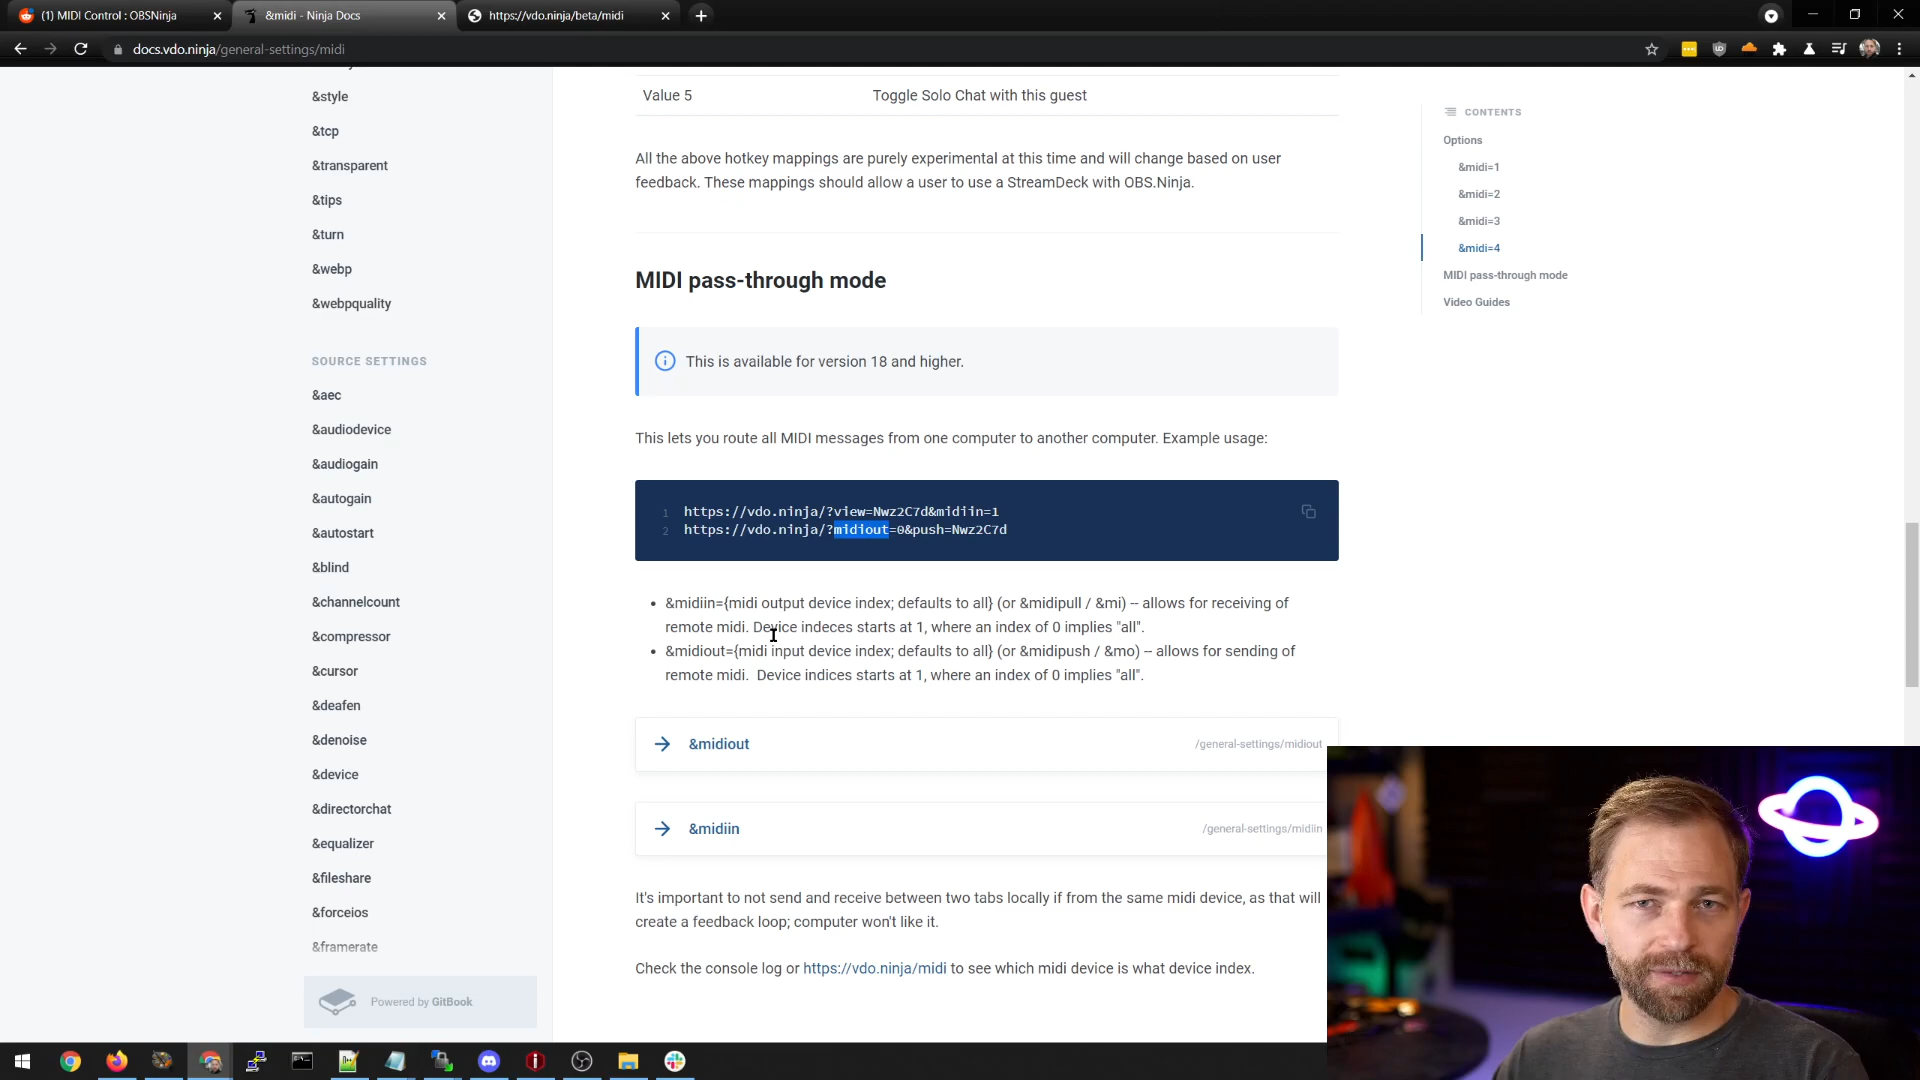 (1) MIDI Control : OBSNinja
&midi - Ninja Docs
https://vdo.ninja/beta/midi
docs.vdo.ninja/general-settings/midi
&style
&tcp
&transparent
&tips
&turn
&webp
&webpquality
SOURCE SETTINGS
&aec
&audiodevice
&audiogain
&autogain
&autostart
&blind
&channelcount
&compressor
&cursor
&deafen
&denoise
&device
&directorchat
&equalizer
&fileshare
&forceios
&framerate
Powered by GitBook
Value 5 Toggle Solo Chat with this guest
All the above hotkey mappings are purely experimental at this time and will change based on user
feedback. These mappings should allow a user to use a StreamDeck with OBS.Ninja.
MIDI pass-through mode
This is available for version 18 and higher.
This lets you route all MIDI messages from one computer to another computer. Example usage:
1 https://vdo.ninja/?view=Nwz2C7d&midiin=1
2 https://vdo.ninja/?midiout=0&push=Nwz2C7d
• &midiin={midi output device index; defaults to all} (or &midipull / &mi) -- allows for receiving of
remote midi. Device indeces starts at 1, where an index of 0 implies "all".
• &midiout={midi input device index; defaults to all} (or &midipush / &mo) -- allows for sending of
remote midi.  Device indices starts at 1, where an index of 0 implies "all".
&midiout /general-settings/midiout
&midiin /general-settings/midiin
It's important to not send and receive between two tabs locally if from the same midi device, as that will
create a feedback loop; computer won't like it.
Check the console log or https://vdo.ninja/midi to see which midi device is what device index.
CONTENTS
Options
&midi=1
&midi=2
&midi=3
&midi=4
MIDI pass-through mode
Video Guides